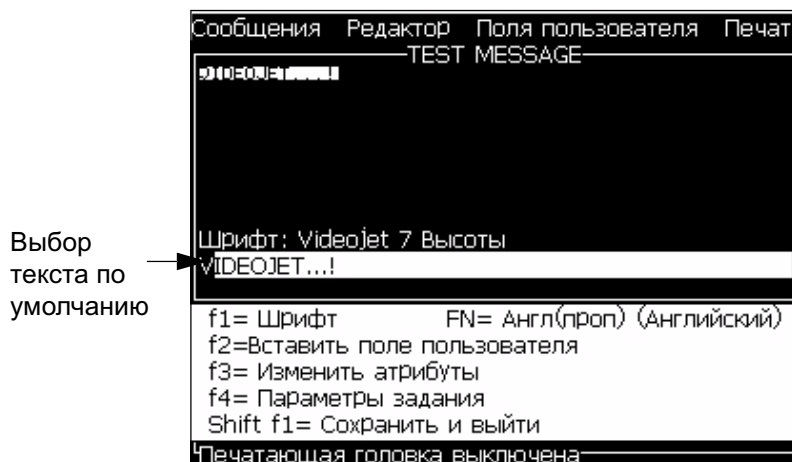 Сообщения Редактор Поля пользователя Печат
TEST MESSAGE
VIDEOJET...!
Шрифт: Videojet 7 Высоты
VIDEOJET...!
Выбор
текста по
умолчанию
f1= Шрифт FN= Англ(проп) (Английский)
f2=Вставить поле пользователя
f3= Изменить атрибуты
f4= Параметры задания
Shift f1= Сохранить и выйти
Печатающая головка выключена